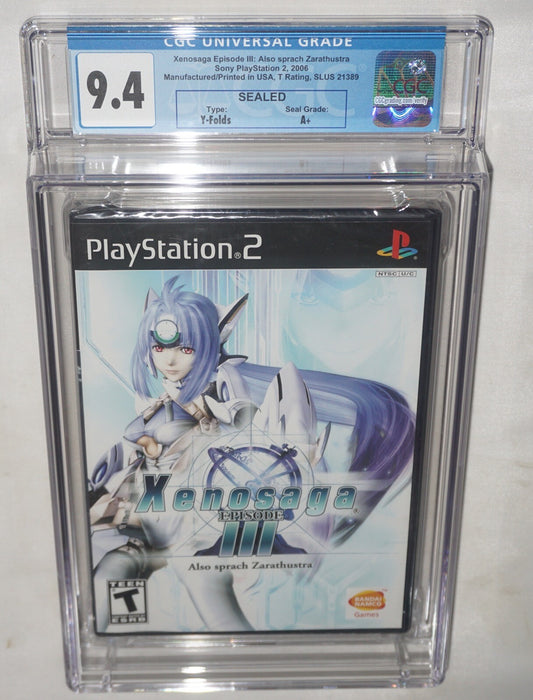 CGC UNIVERSAL GRADE
Xenosaga Episode III: Also sprach Zarathustra
Sony PlayStation 2, 2006
Manufactured/Printed in USA, T Rating, SLUS 21389
9.4
SEALED
Type:
Y-Folds
Seal Grade:
A+
CGC
CGCgrading.com/verify
PlayStation®2
NTSC U/C
Xenosaga®
EPISODE
III
Also sprach Zarathustra
TEEN
T
ESRB
BANDAI
NAMCO
Games